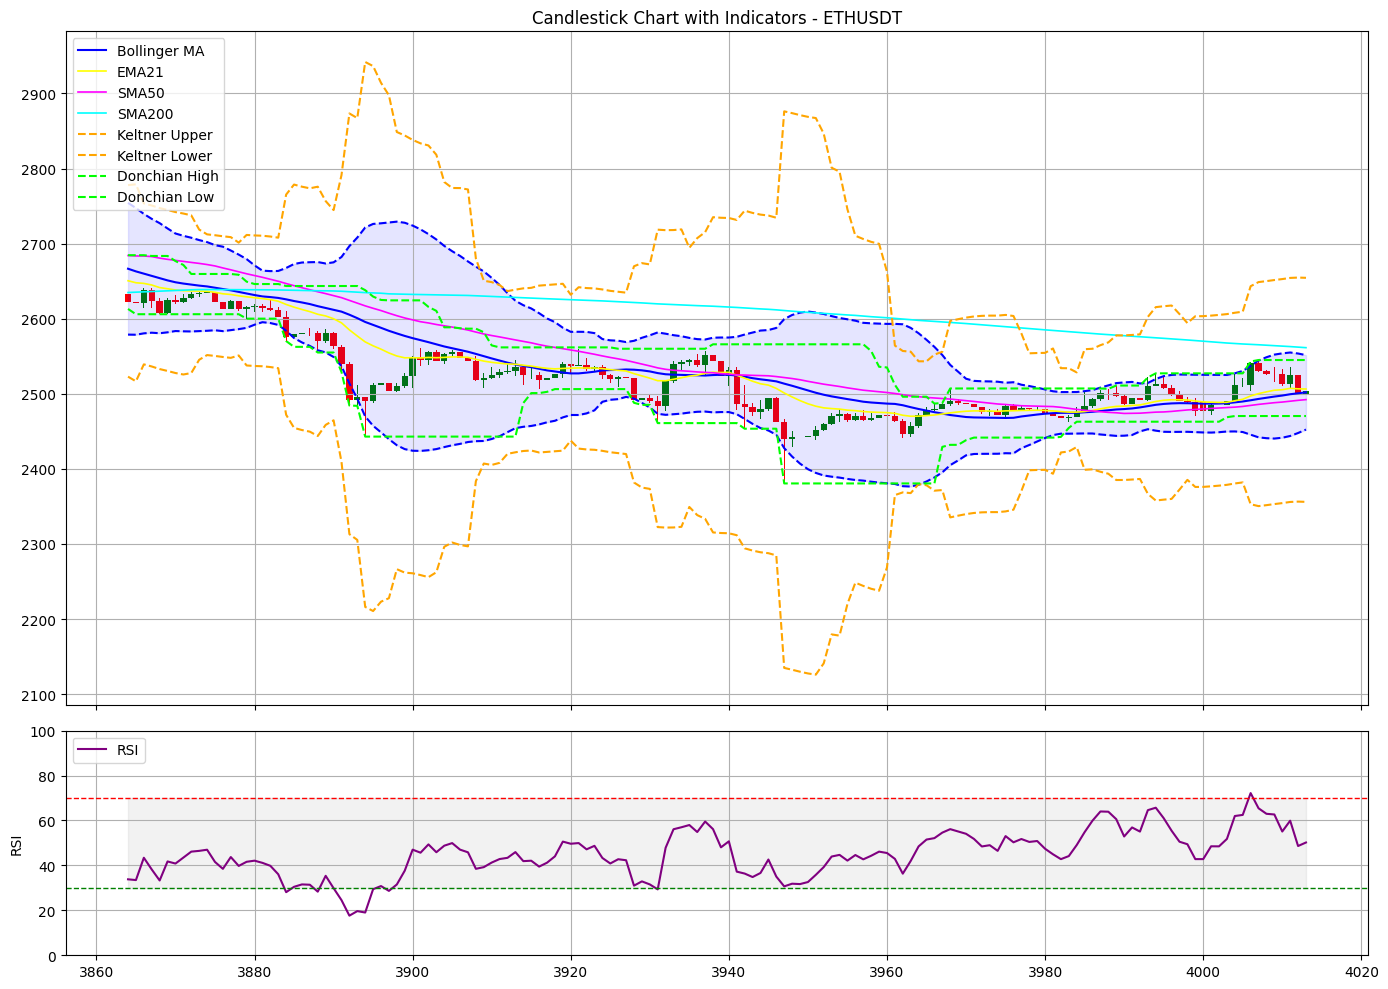 Candlestick Chart with Indicators - ETHUSDT
Bollinger MA
EMA21
SMA50
SMA200
Keltner Upper
Keltner Lower
Donchian High
Donchian Low
2900
2800
2700
2600
2500
2400
2300
2200
2100
RSI
100
80
60
40
20
0
RSI
3860
3880
3900
3920
3940
3960
3980
4000
4020